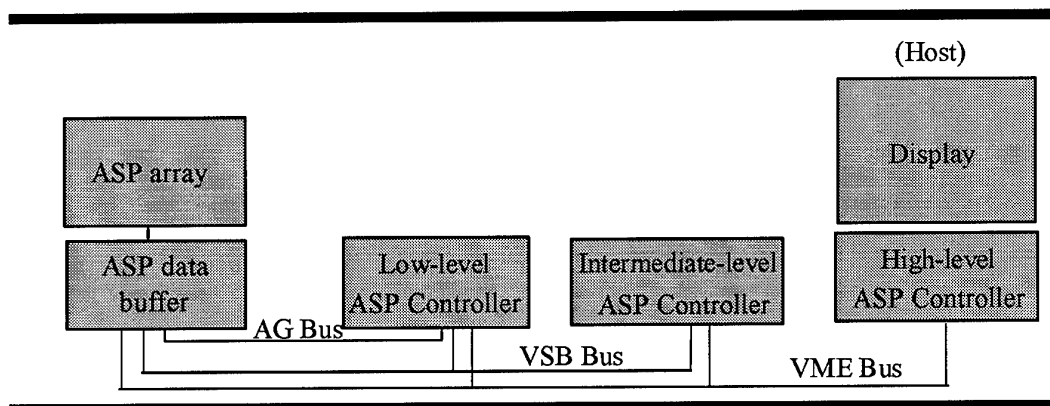 (Host)
Display
ASP array
ASP data
buffer
Low-level
ASP Controller
Intermediate-level
ASP Controller
High-level
ASP Controller
AG Bus
VSB Bus
VME Bus